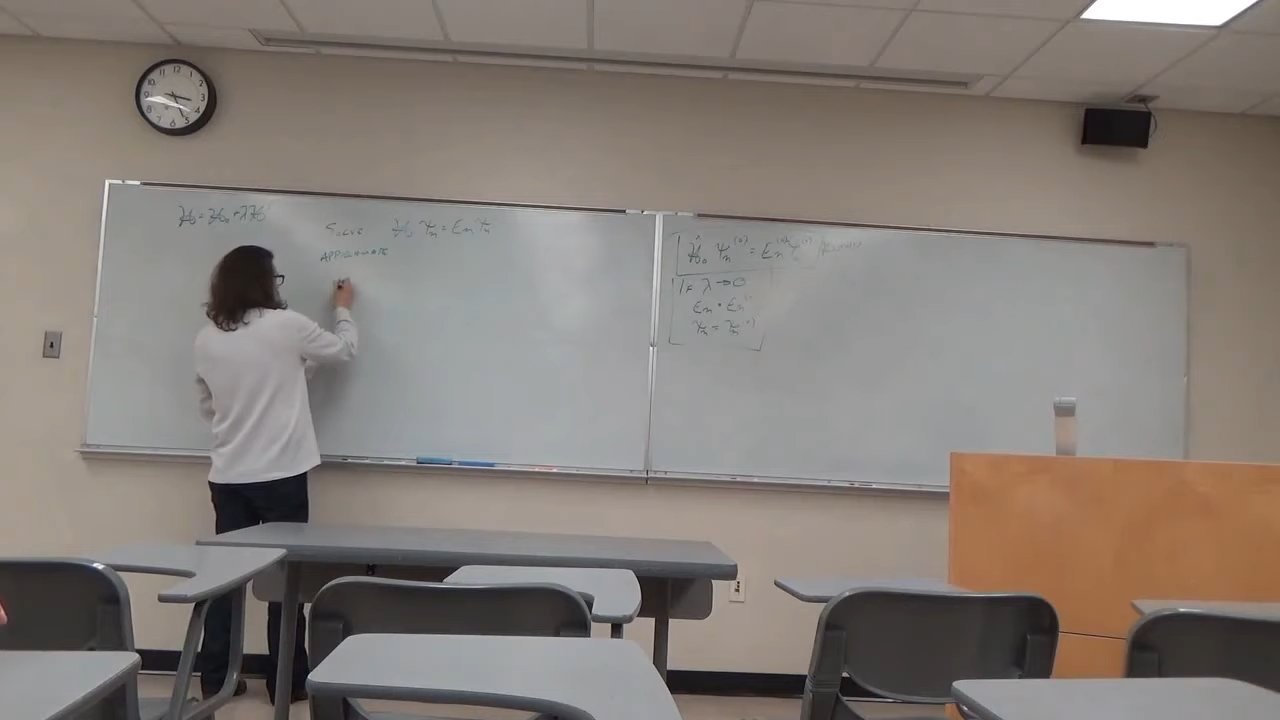 Ĥ = Ĥ₀ + λĤ'
SOLVE Ĥ Ψn = En Ψn
APPROXIMATE
Ĥ₀ Ψn⁽⁰⁾ = En⁽⁰⁾ Ψn⁽⁰⁾
IF λ → 0
En = En⁽⁰⁾
Ψn = Ψn⁽⁰⁾